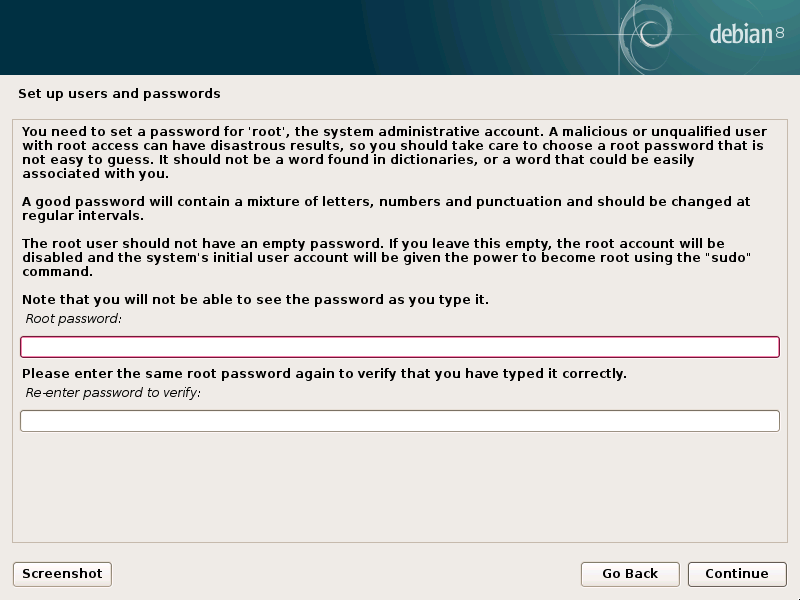 debian 8
Set up users and passwords
You need to set a password for 'root', the system administrative account. A malicious or unqualified user
with root access can have disastrous results, so you should take care to choose a root password that is
not easy to guess. It should not be a word found in dictionaries, or a word that could be easily
associated with you.
A good password will contain a mixture of letters, numbers and punctuation and should be changed at
regular intervals.
The root user should not have an empty password. If you leave this empty, the root account will be
disabled and the system's initial user account will be given the power to become root using the "sudo"
command.
Note that you will not be able to see the password as you type it.
Root password:
Please enter the same root password again to verify that you have typed it correctly.
Re-enter password to verify:
Screenshot
Go Back
Continue